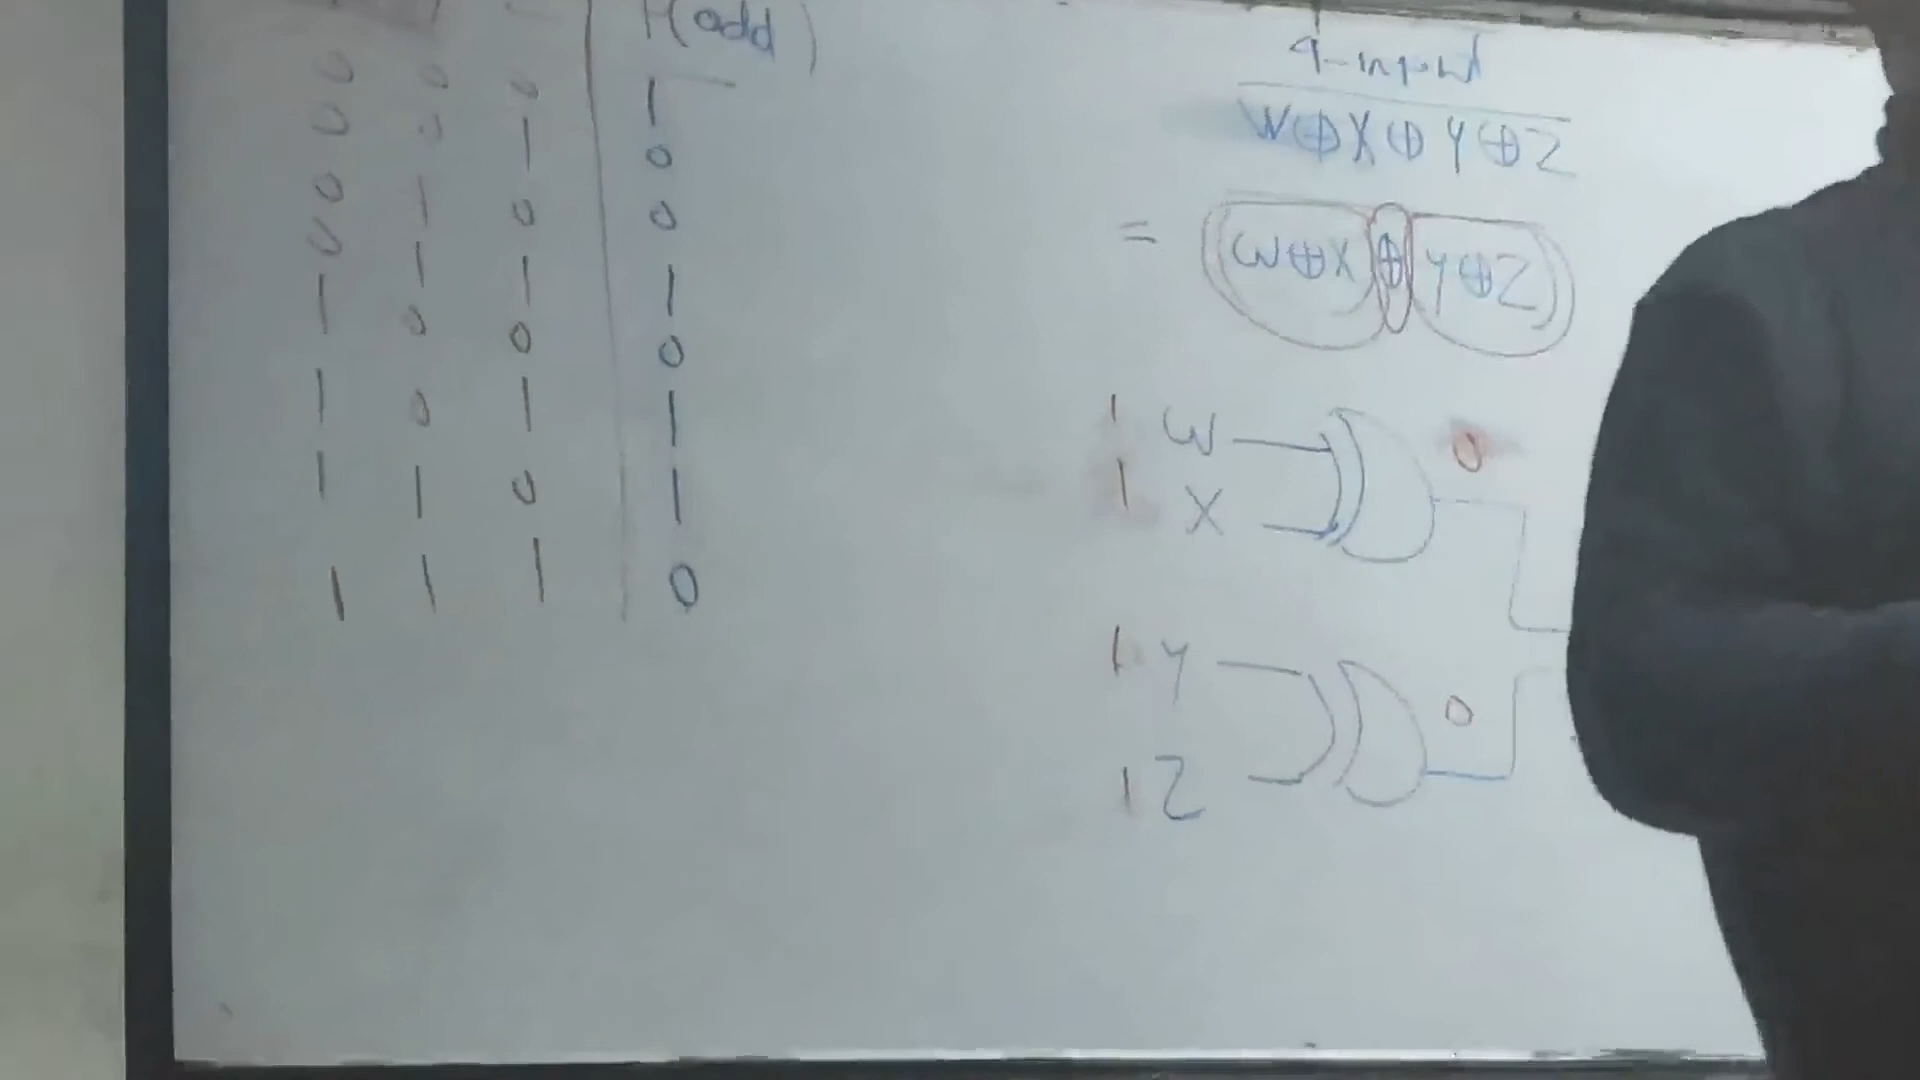 P(odd)
0 0 0 1
0 0 1 0
0 1 0 0
0 1 1 1
1 0 0 0
1 0 1 1
1 1 0 1
1 1 1 0
4-input
W⊕X⊕Y⊕Z
= W⊕X ⊕ Y⊕Z
1 W 0
1 X
1 Y 0
1 Z